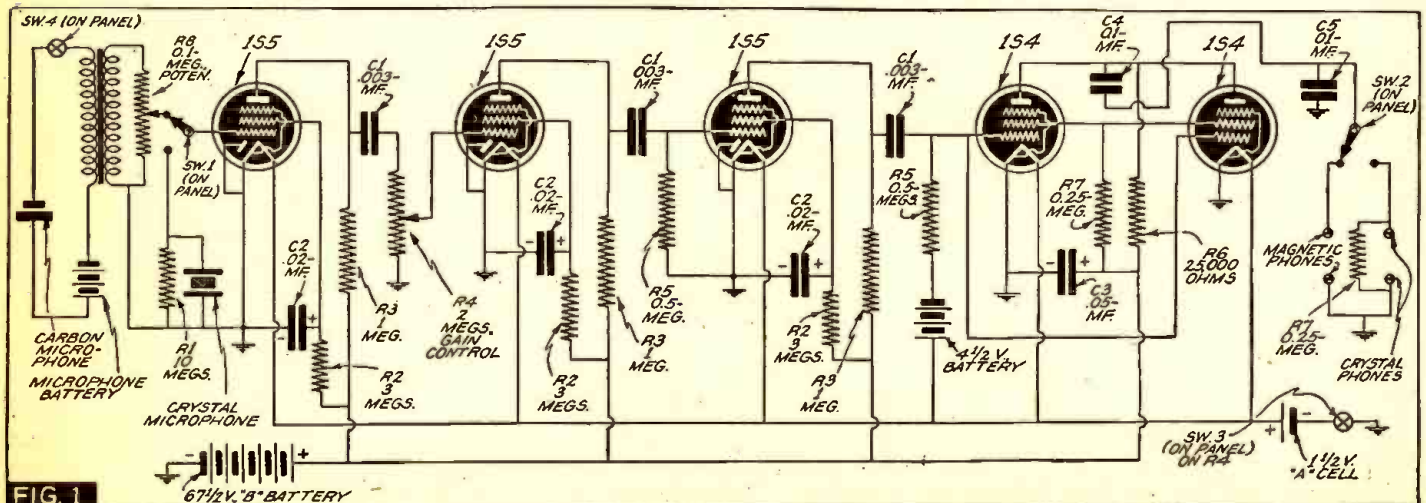 SW.4 (ON PANEL)
R8
0.1-
MEG.
POTEN.
1S5
SW.1
(ON
PANEL)
CARBON
MICRO-
PHONE
MICROPHONE
BATTERY
R1
10
MEGS.
CRYSTAL
MICROPHONE
C2
.02-
MF.
R2
3
MEGS.
R3
1
MEG.
C1
.003-
MF.
R4
2
MEGS.
GAIN
CONTROL
1S5
C2
.02-
MF.
R2
3
MEGS.
R3
1
MEG.
C1
.003-
MF.
R5
0.5-
MEG.
1S5
C2
.02-
MF.
R2
3
MEGS.
R3
1
MEG.
C1
.003-
MF.
R5
0.5-
MEGS.
4 1/2 V.
BATTERY
1S4
R7
0.25-
MEG.
C3
.05-
MF.
C4
0.1-
MF.
R6
25,000
OHMS
1S4
C5
0.1-
MF.
SW.2
(ON
PANEL)
MAGNETIC
PHONES
R7
0.25-
MEG.
CRYSTAL
PHONES
SW.3
(ON PANEL)
ON R4
1 1/2 V.
"A" CELL
67 1/2 V. "B" BATTERY
FIG. 1